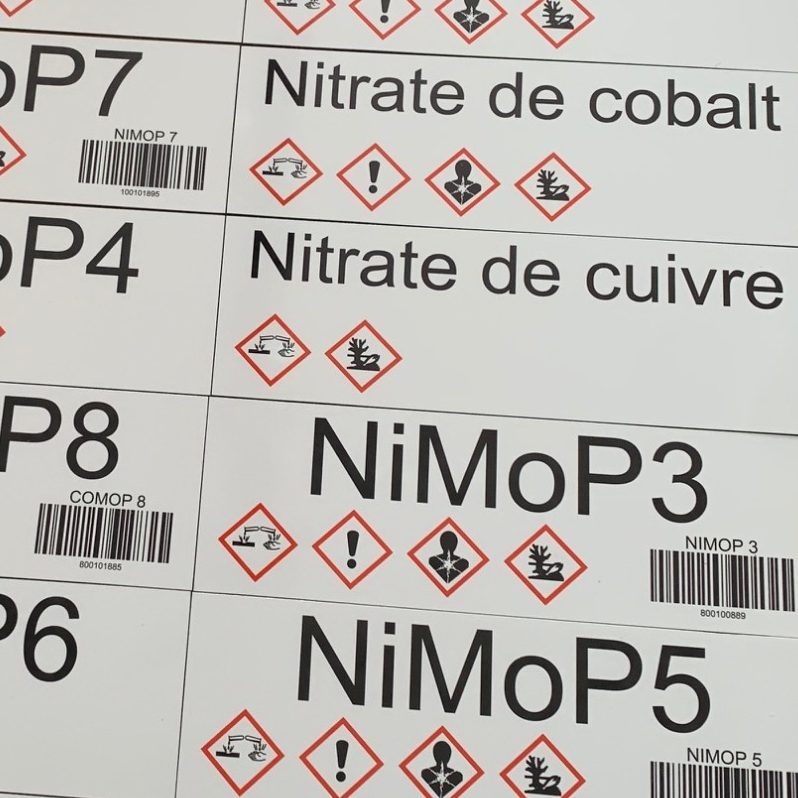 oP7
NIMOP 7
100101895
Nitrate de cobalt
oP4
Nitrate de cuivre
P8
COMOP 8
800101885
NiMoP3
NIMOP 3
800100889
P6
NiMoP5
NIMOP 5